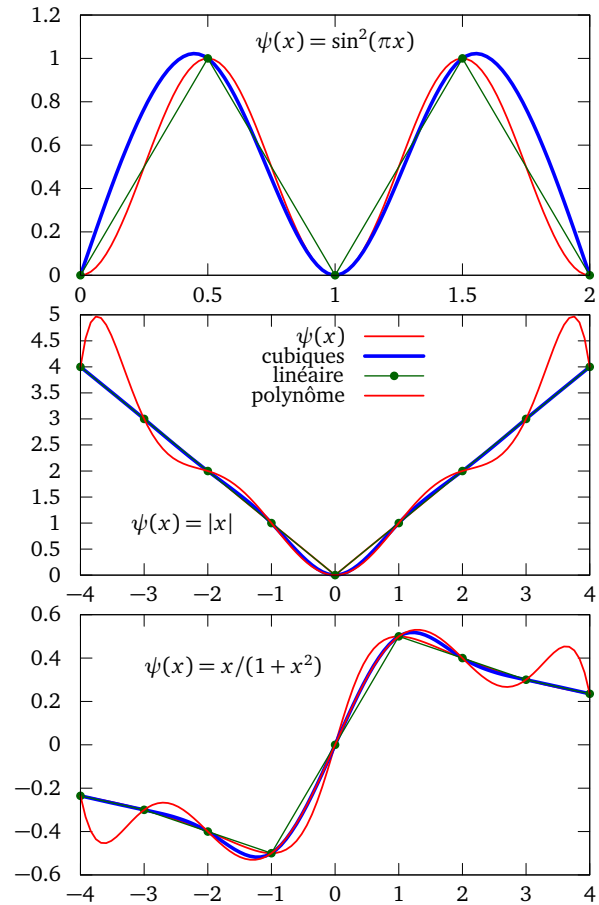 1.2
ψ(x) = sin²(πx)
1
0.8
0.6
0.4
0.2
0
0 0.5 1 1.5 2
5
4.5
4
3.5
3
2.5
2
1.5
1
0.5
0
ψ(x)
cubiques
linéaire
polynôme
ψ(x) = |x|
−4 −3 −2 −1 0 1 2 3 4
0.6
0.4
0.2
0
−0.2
−0.4
−0.6
ψ(x) = x/(1 + x²)
−4 −3 −2 −1 0 1 2 3 4